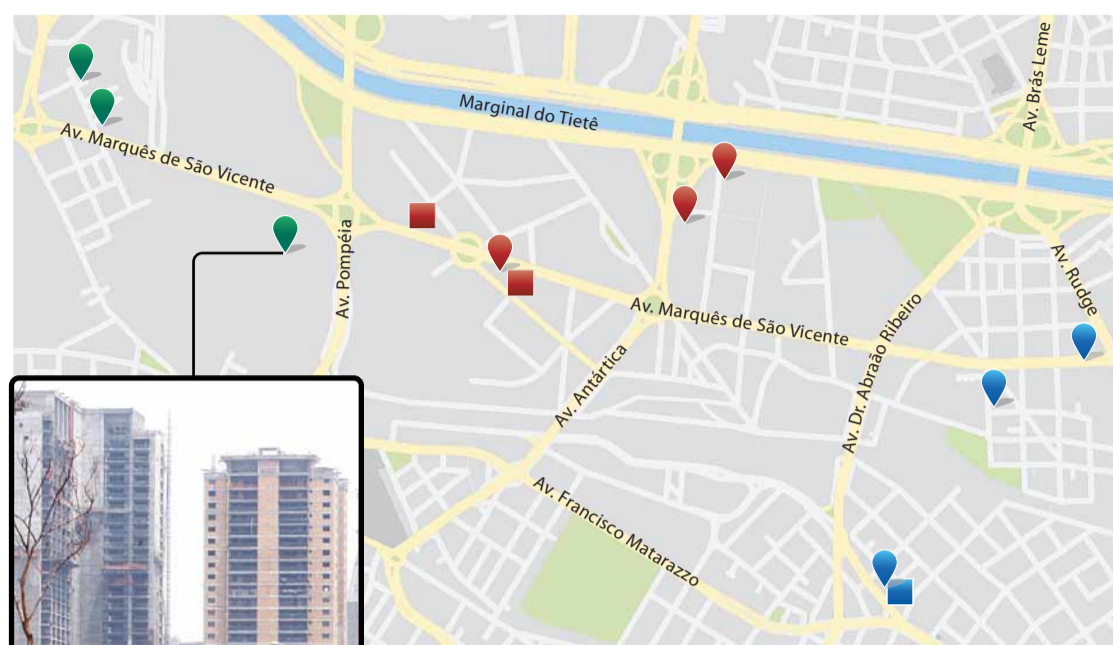 Av. Brás Leme
Marginal do Tietê
Av. Marquês de São Vicente
Av. Pompéia
Av. Rudge
Av. Marquês de São Vicente
Av. Dr. Abraão Ribeiro
Av. Antártica
Av. Francisco Matarazzo